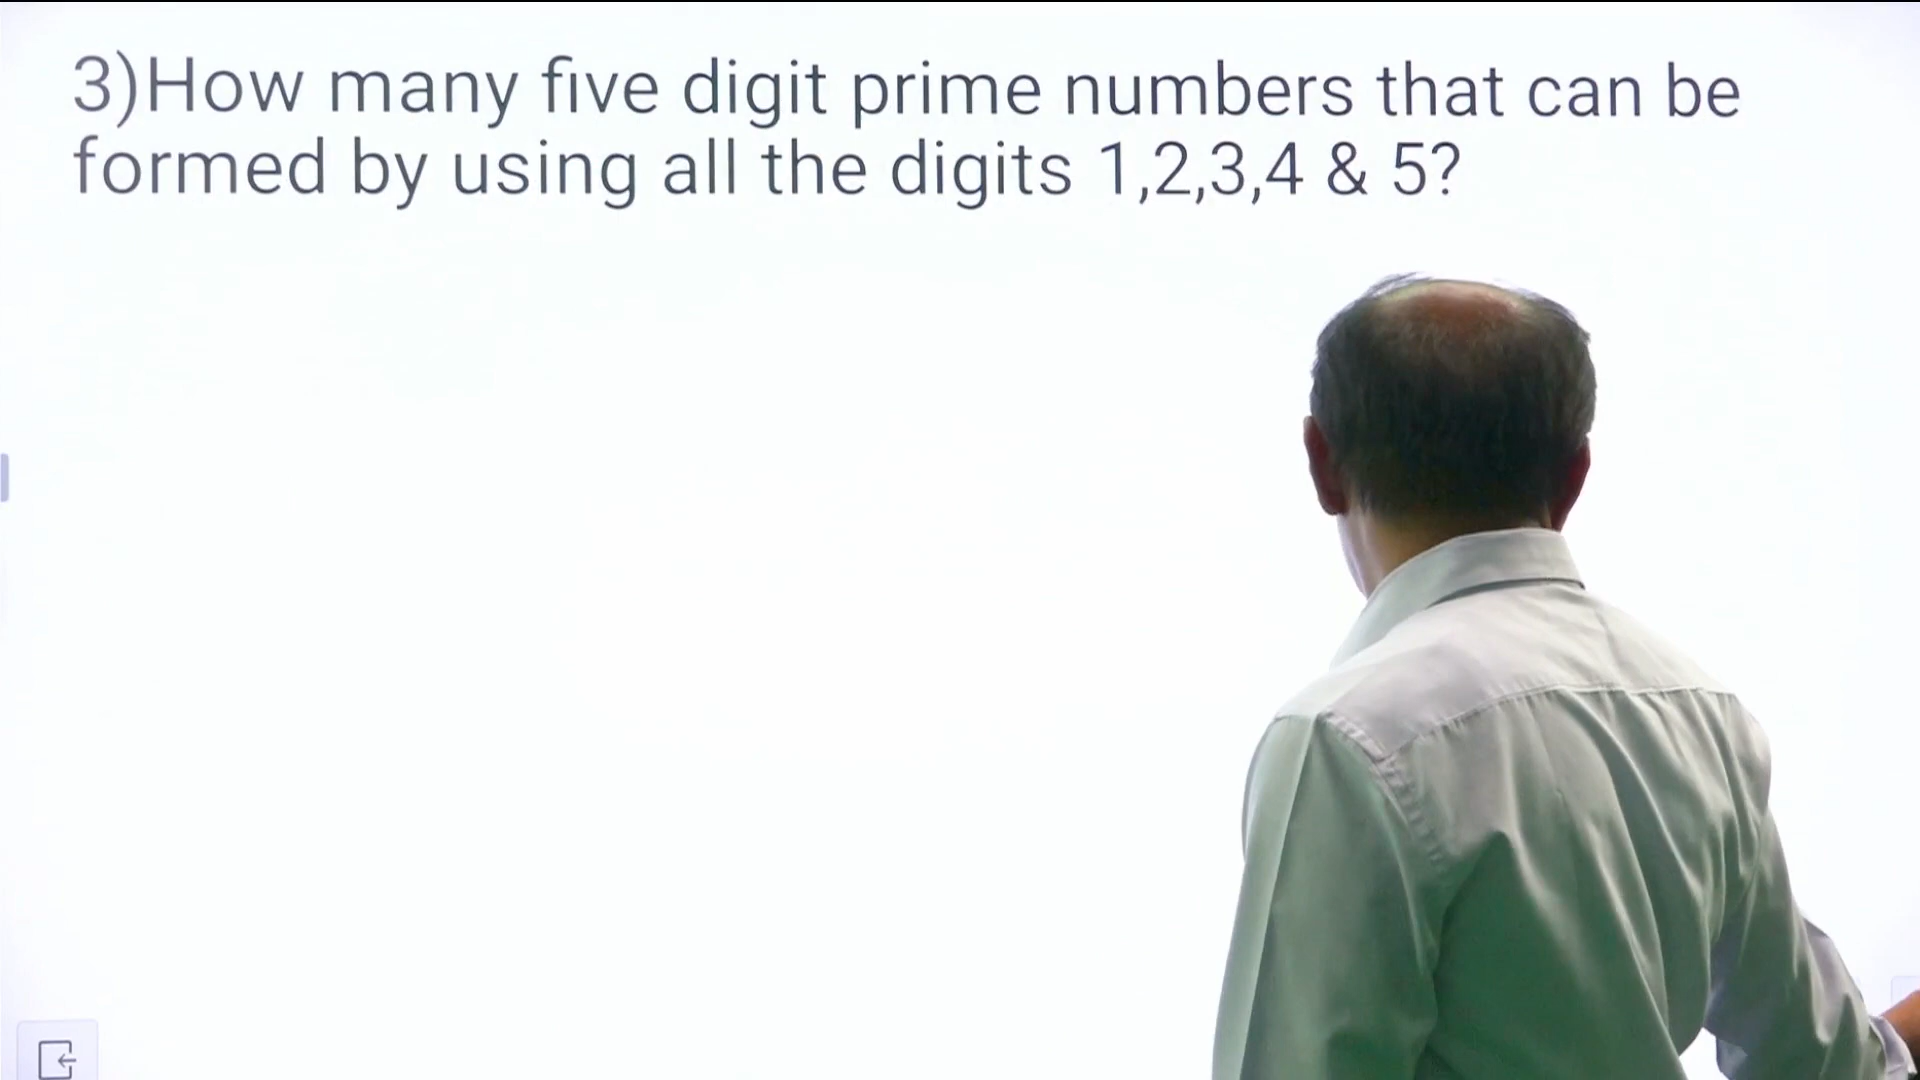 3)How many five digit prime numbers that can be
formed by using all the digits 1,2,3,4 & 5?